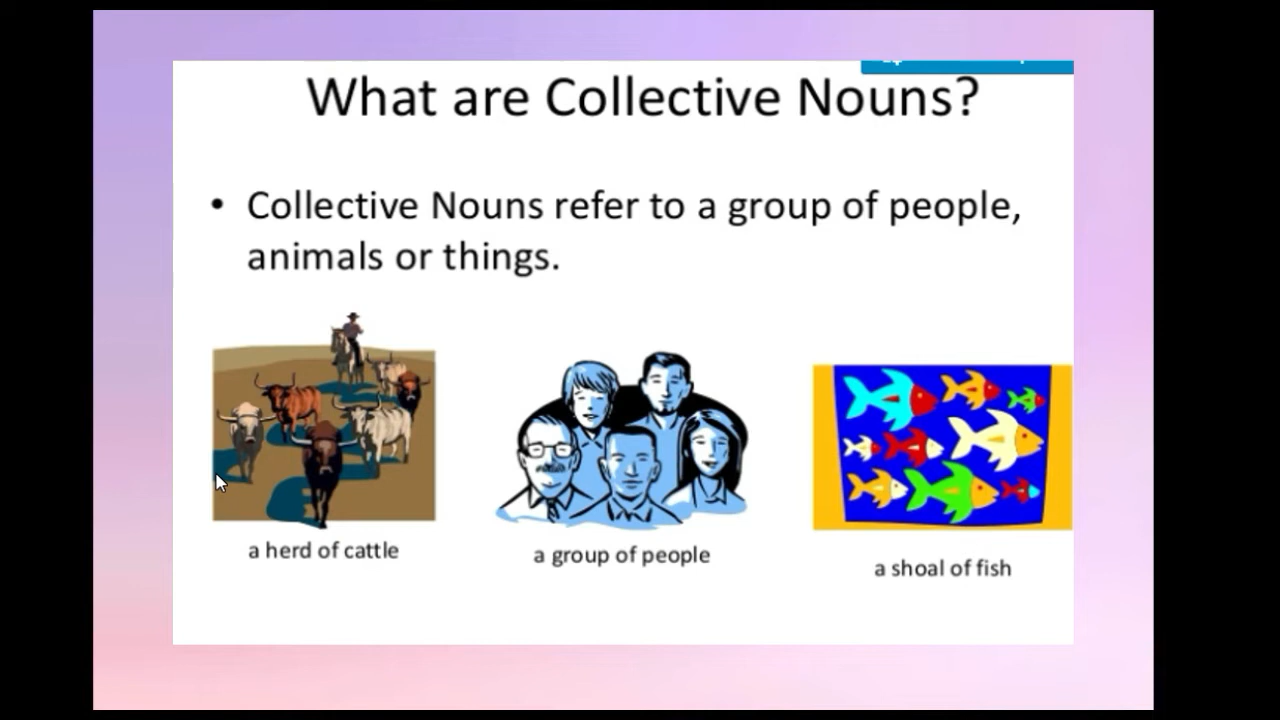 What are Collective Nouns?
• Collective Nouns refer to a group of people,
animals or things.
a herd of cattle
a group of people
a shoal of fish